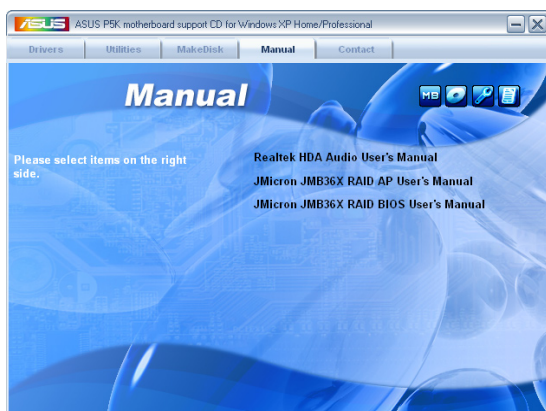 ASUS ASUS P5K motherboard support CD for Windows XP Home/Professional
Drivers Utilities MakeDisk Manual Contact
Manual
MB
Please select items on the right
side.
Realtek HDA Audio User's Manual
JMicron JMB36X RAID AP User's Manual
JMicron JMB36X RAID BIOS User's Manual